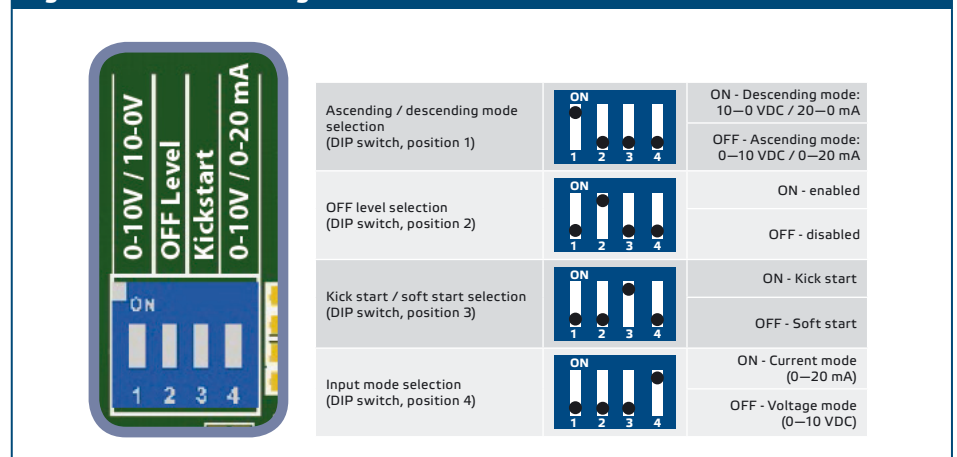 0-10V / 10-0V
OFF Level
Kickstart
0-10V / 0-20 mA
ON
1 2 3 4
Ascending / descending mode
selection
(DIP switch, position 1)
ON
1 2 3 4
ON - Descending mode:
10—0 VDC / 20—0 mA
OFF - Ascending mode:
0—10 VDC / 0—20 mA
OFF level selection
(DIP switch, position 2)
ON
1 2 3 4
ON - enabled
OFF - disabled
Kick start / soft start selection
(DIP switch, position 3)
ON
1 2 3 4
ON - Kick start
OFF - Soft start
Input mode selection
(DIP switch, position 4)
ON
1 2 3 4
ON - Current mode
(0—20 mA)
OFF - Voltage mode
(0—10 VDC)